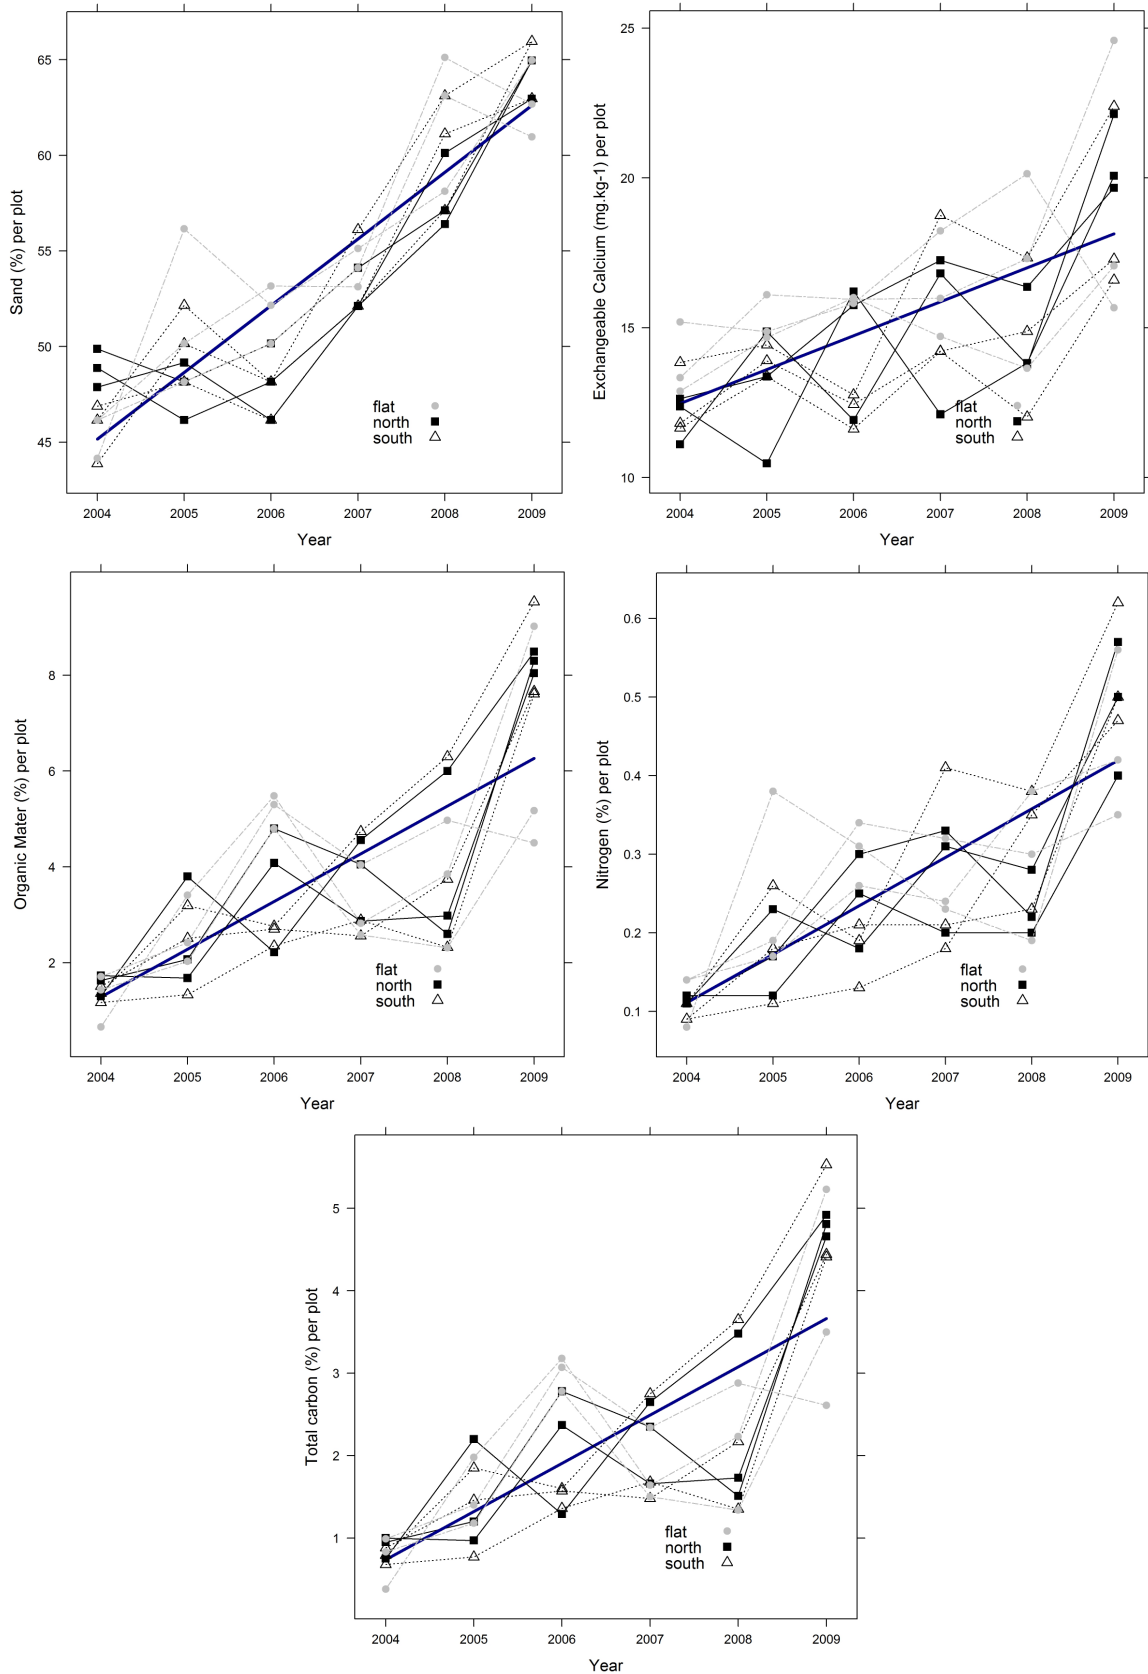 Sand (%) per plot
65
60
55
50
45
flat
north
south
2004 2005 2006 2007 2008 2009
Year
Exchangeable Calcium (mg.kg-1) per plot
25
20
15
10
flat
north
south
2004 2005 2006 2007 2008 2009
Year
Organic Mater (%) per plot
8
6
4
2
flat
north
south
2004 2005 2006 2007 2008 2009
Year
Nitrogen (%) per plot
0.6
0.5
0.4
0.3
0.2
0.1
flat
north
south
2004 2005 2006 2007 2008 2009
Year
Total carbon (%) per plot
5
4
3
2
1
flat
north
south
2004 2005 2006 2007 2008 2009
Year